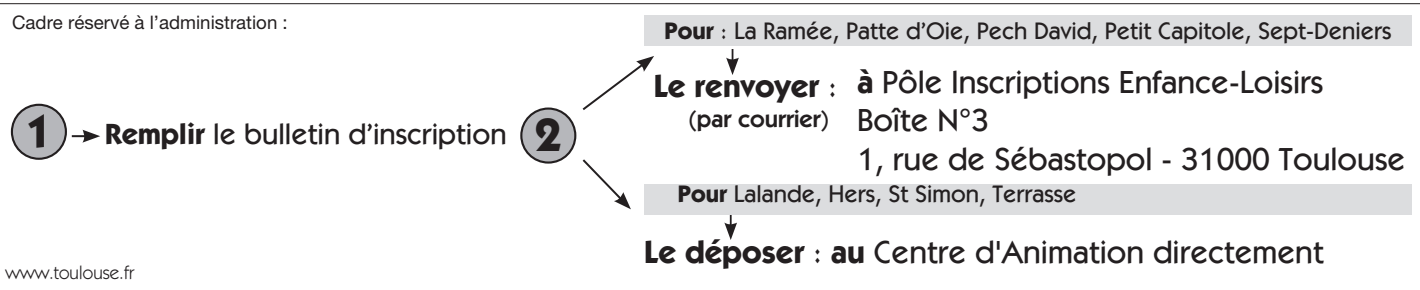 Cadre réservé à l'administration :
1 Remplir le bulletin d'inscription 2
Pour : La Ramée, Patte d'Oie, Pech David, Petit Capitole, Sept-Deniers
Le renvoyer : à Pôle Inscriptions Enfance-Loisirs
(par courrier) Boîte N°3
1, rue de Sébastopol - 31000 Toulouse
Pour Lalande, Hers, St Simon, Terrasse
Le déposer : au Centre d'Animation directement
www.toulouse.fr